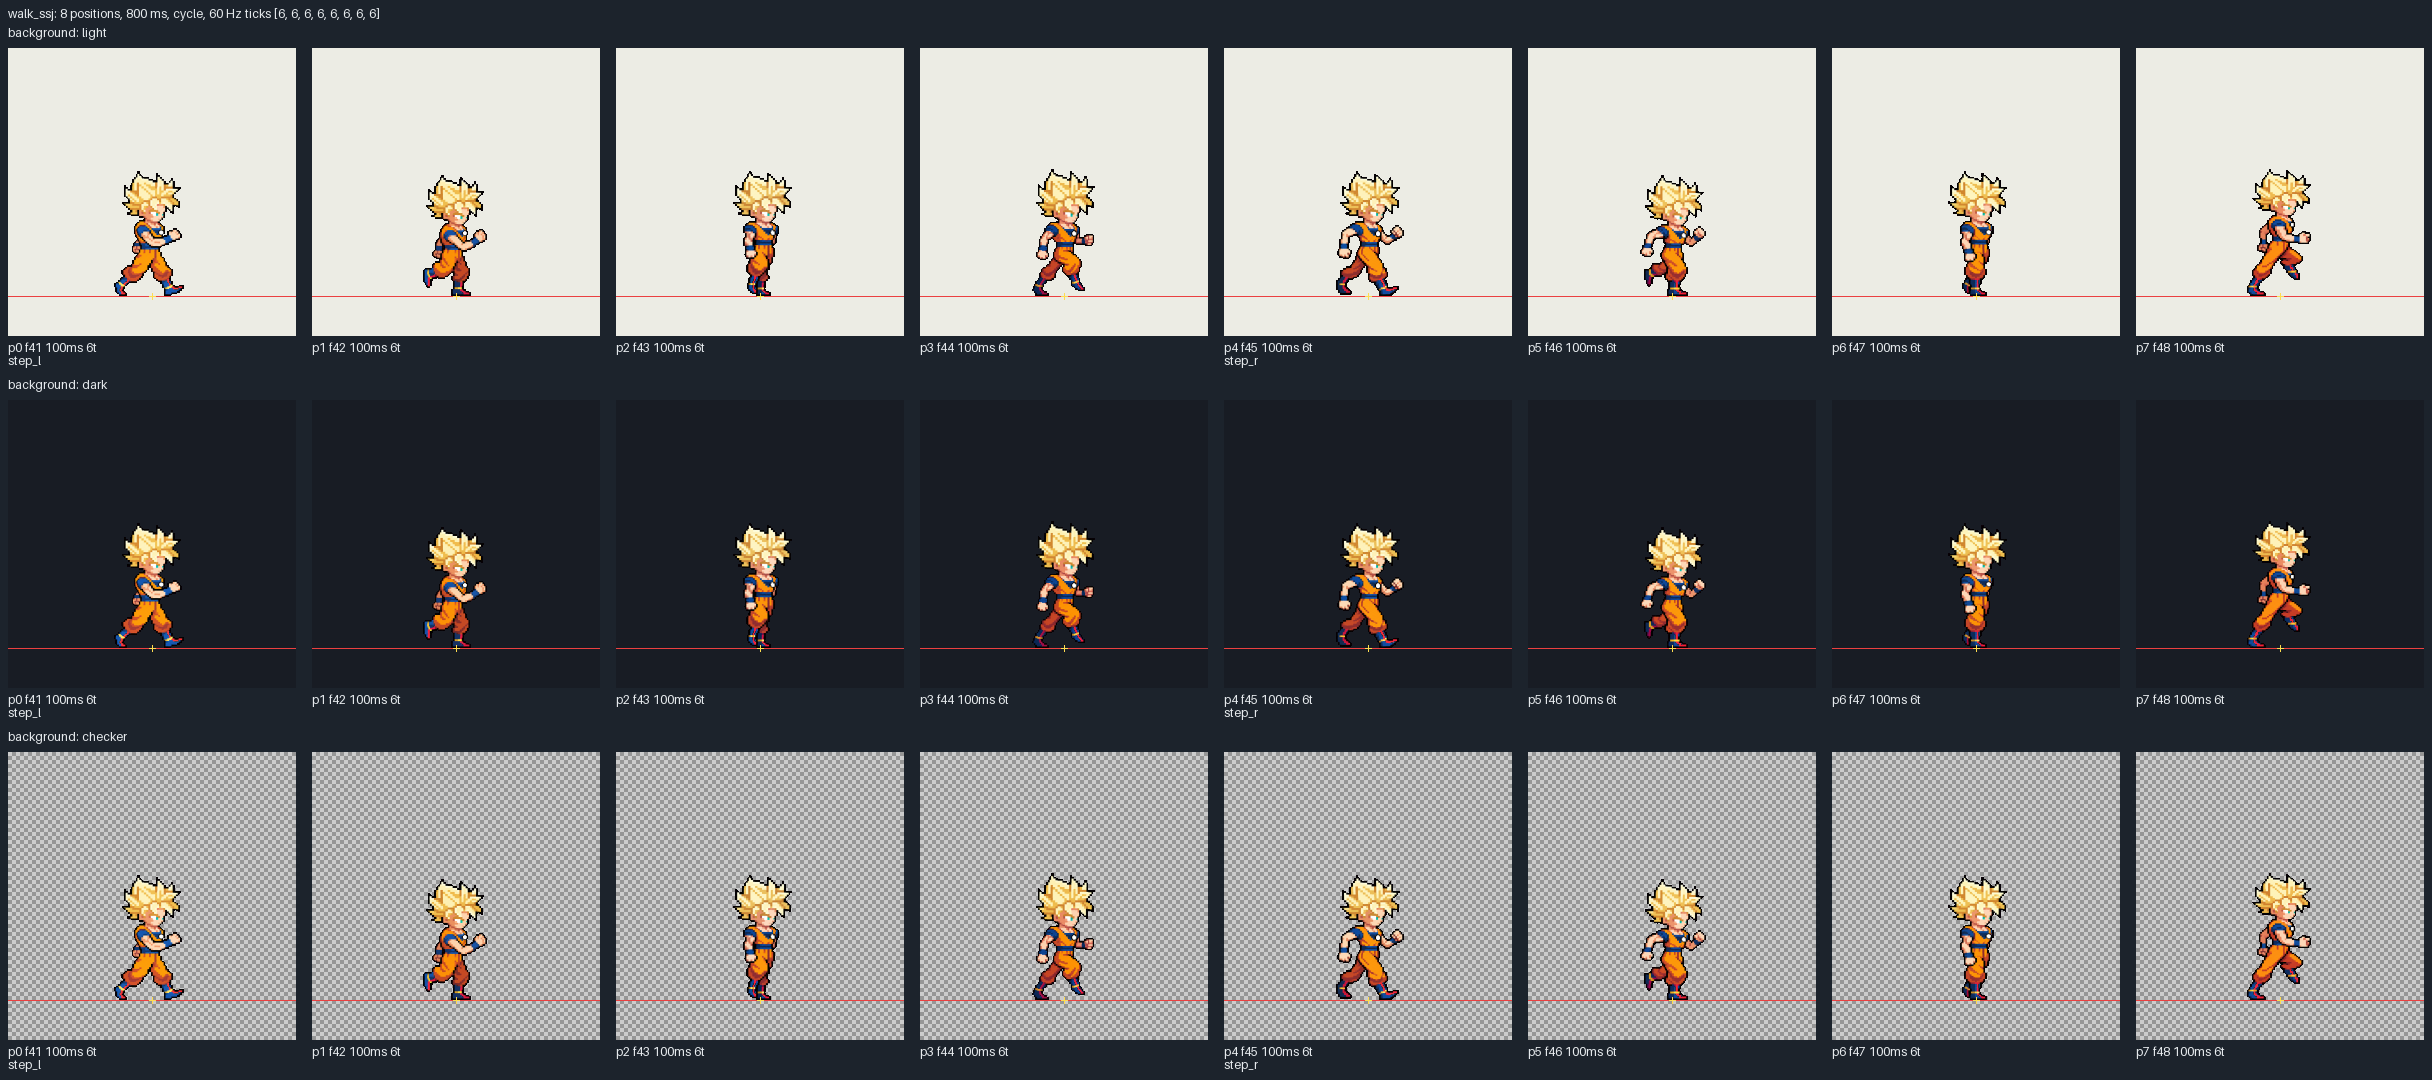 walk_ssj: 8 positions, 800 ms, cycle, 60 Hz ticks [6, 6, 6, 6, 6, 6, 6, 6]
background: light
p0 f41 100ms 6t
step_l
p1 f42 100ms 6t
p2 f43 100ms 6t
p3 f44 100ms 6t
p4 f45 100ms 6t
step_r
p5 f46 100ms 6t
p6 f47 100ms 6t
p7 f48 100ms 6t
background: dark
p0 f41 100ms 6t
step_l
p1 f42 100ms 6t
p2 f43 100ms 6t
p3 f44 100ms 6t
p4 f45 100ms 6t
step_r
p5 f46 100ms 6t
p6 f47 100ms 6t
p7 f48 100ms 6t
background: checker
p0 f41 100ms 6t
step_l
p1 f42 100ms 6t
p2 f43 100ms 6t
p3 f44 100ms 6t
p4 f45 100ms 6t
step_r
p5 f46 100ms 6t
p6 f47 100ms 6t
p7 f48 100ms 6t